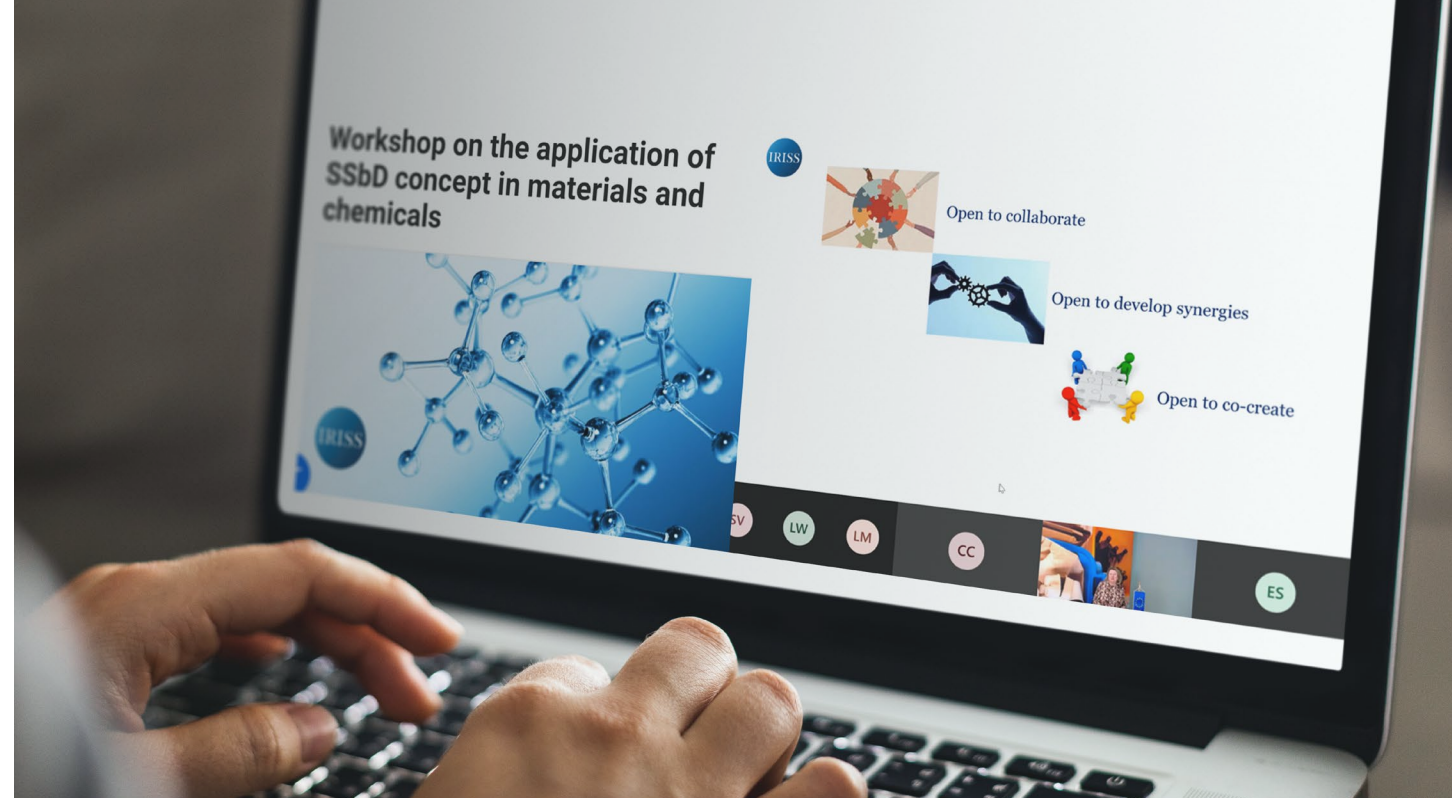 Workshop on the application of
SSbD concept in materials and
chemicals
IRISS
IRISS
Open to collaborate
Open to develop synergies
Open to co-create
SV
LW
LM
CC
ES